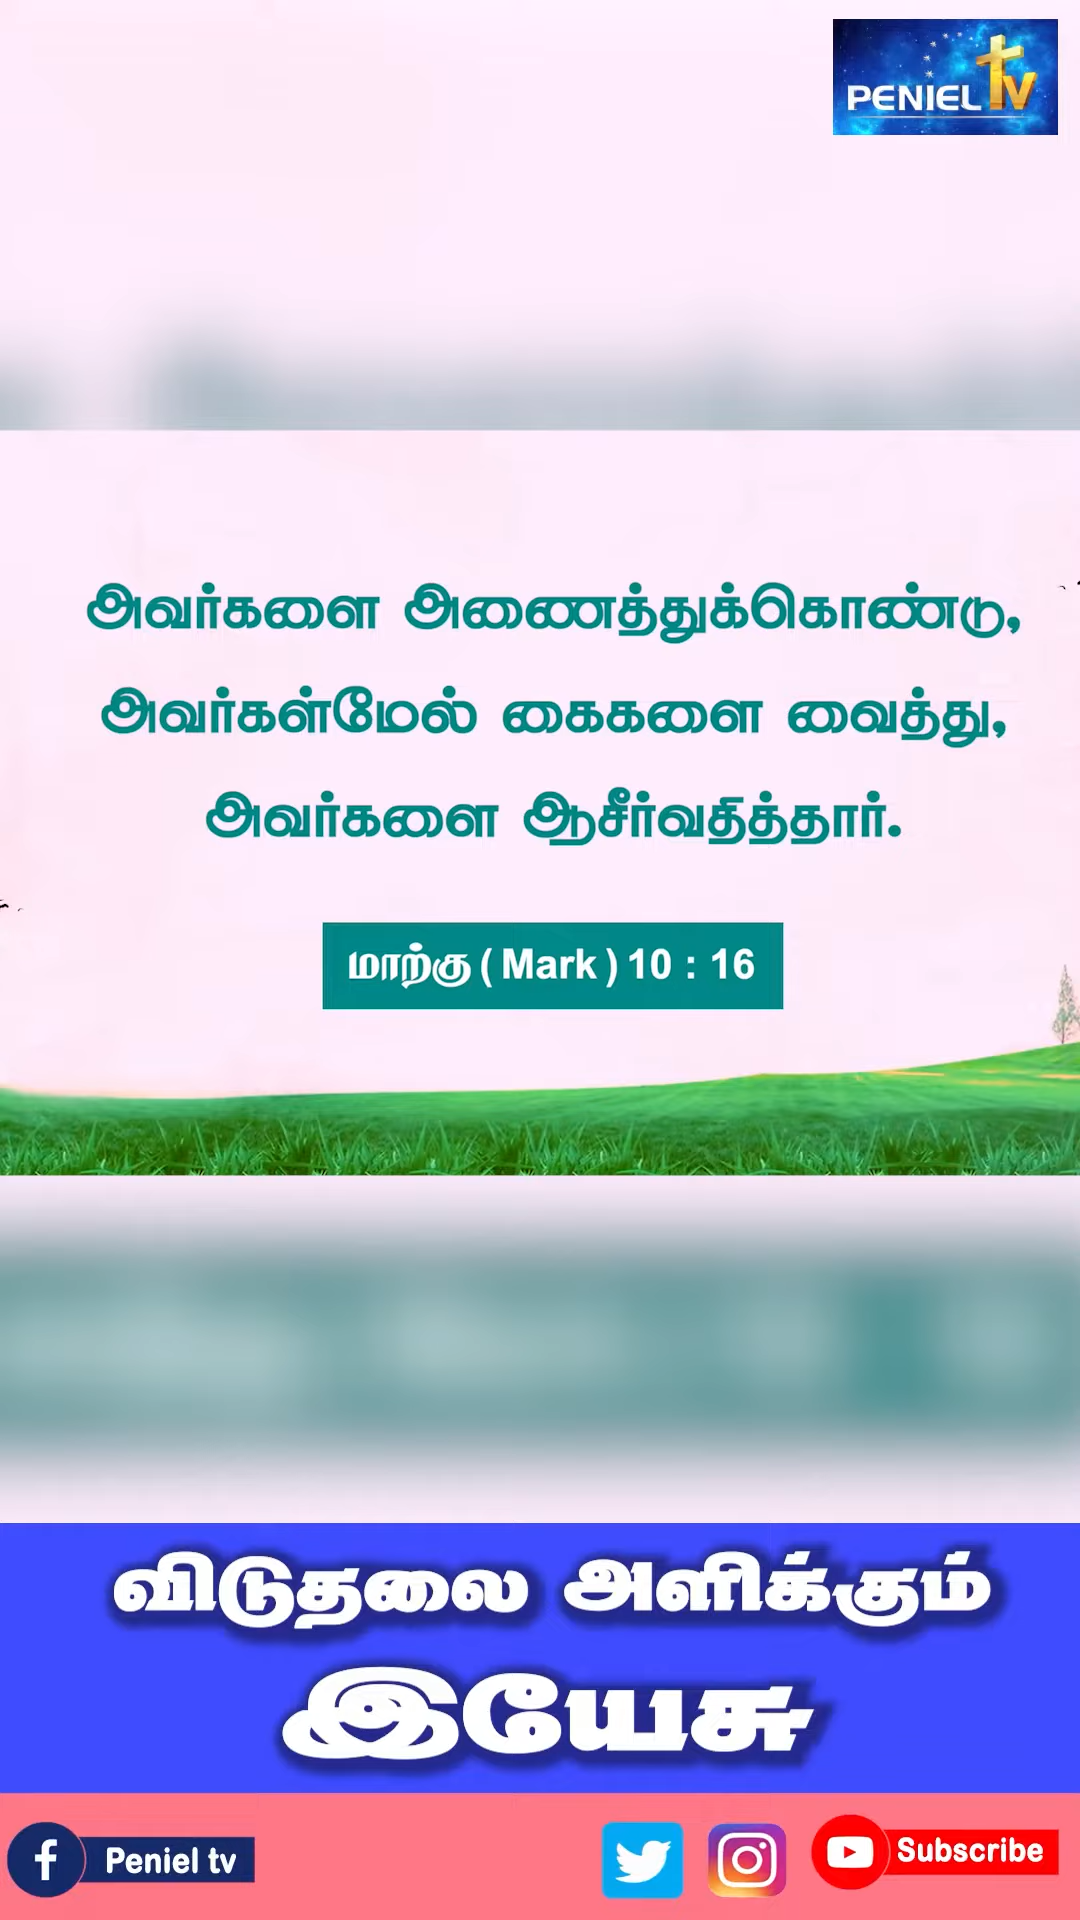 PENIEL tv
அவர்களை அணைத்துக்கொண்டு,
அவர்கள்மேல் கைகளை வைத்து,
அவர்களை ஆசீர்வதித்தார்.
மாற்கு ( Mark ) 10 : 16
விடுதலை அளிக்கும்
இயேசு
Peniel tv
Subscribe